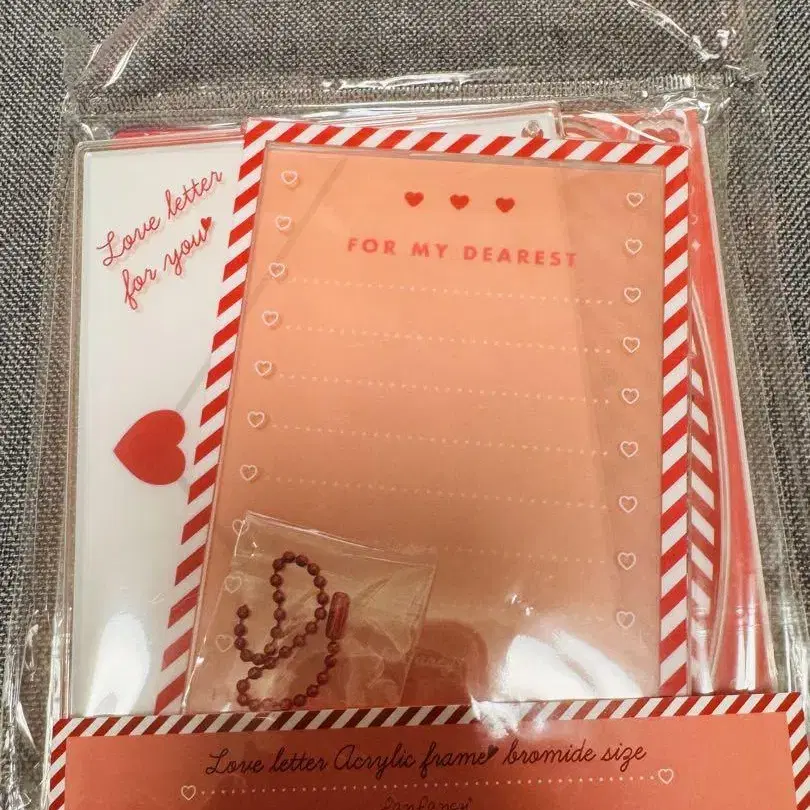 Love letter
for you
FOR MY DEAREST
Love letter Acrylic frame bromide size